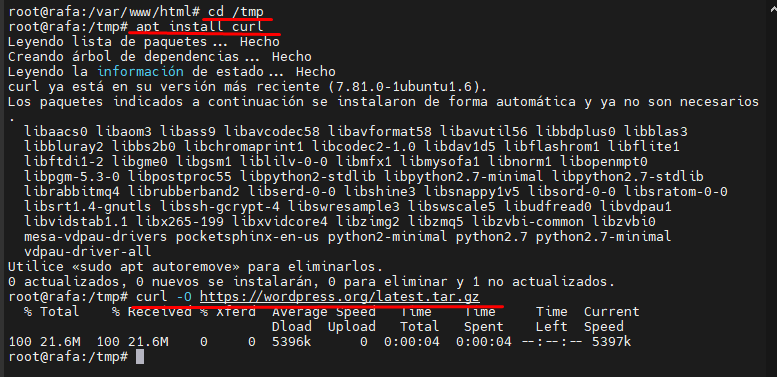 root@rafa:/var/www/html# cd /tmp
root@rafa:/tmp# apt install curl
Leyendo lista de paquetes... Hecho
Creando árbol de dependencias... Hecho
Leyendo la información de estado... Hecho
curl ya está en su versión más reciente (7.81.0-1ubuntu1.6).
Los paquetes indicados a continuación se instalaron de forma automática y ya no son necesarios
.
  libaacs0 libaom3 libass9 libavcodec58 libavformat58 libavutil56 libbdplus0 libblas3
  libbluray2 libbs2b0 libchromaprint1 libcodec2-1.0 libdav1d5 libflashrom1 libflite1
  libftdi1-2 libgme0 libgsm1 liblilv-0-0 libmfx1 libmysofa1 libnorm1 libopenmpt0
  libpgm-5.3-0 libpostproc55 libpython2-stdlib libpython2.7-minimal libpython2.7-stdlib
  librabbitmq4 librubberband2 libserd-0-0 libshine3 libsnappy1v5 libsord-0-0 libsratom-0-0
  libsrt1.4-gnutls libssh-gcrypt-4 libswresample3 libswscale5 libudfread0 libvdpau1
  libvidstab1.1 libx265-199 libxvidcore4 libzimg2 libzmq5 libzvbi-common libzvbi0
  mesa-vdpau-drivers pocketsphinx-en-us python2-minimal python2.7 python2.7-minimal
  vdpau-driver-all
Utilice «sudo apt autoremove» para eliminarlos.
0 actualizados, 0 nuevos se instalarán, 0 para eliminar y 1 no actualizados.
root@rafa:/tmp# curl -O https://wordpress.org/latest.tar.gz
  % Total    % Received % Xferd  Average Speed   Time    Time     Time  Current
                                 Dload  Upload   Total   Spent    Left  Speed
100 21.6M  100 21.6M    0     0  5396k      0  0:00:04  0:00:04 --:--:-- 5397k
root@rafa:/tmp#